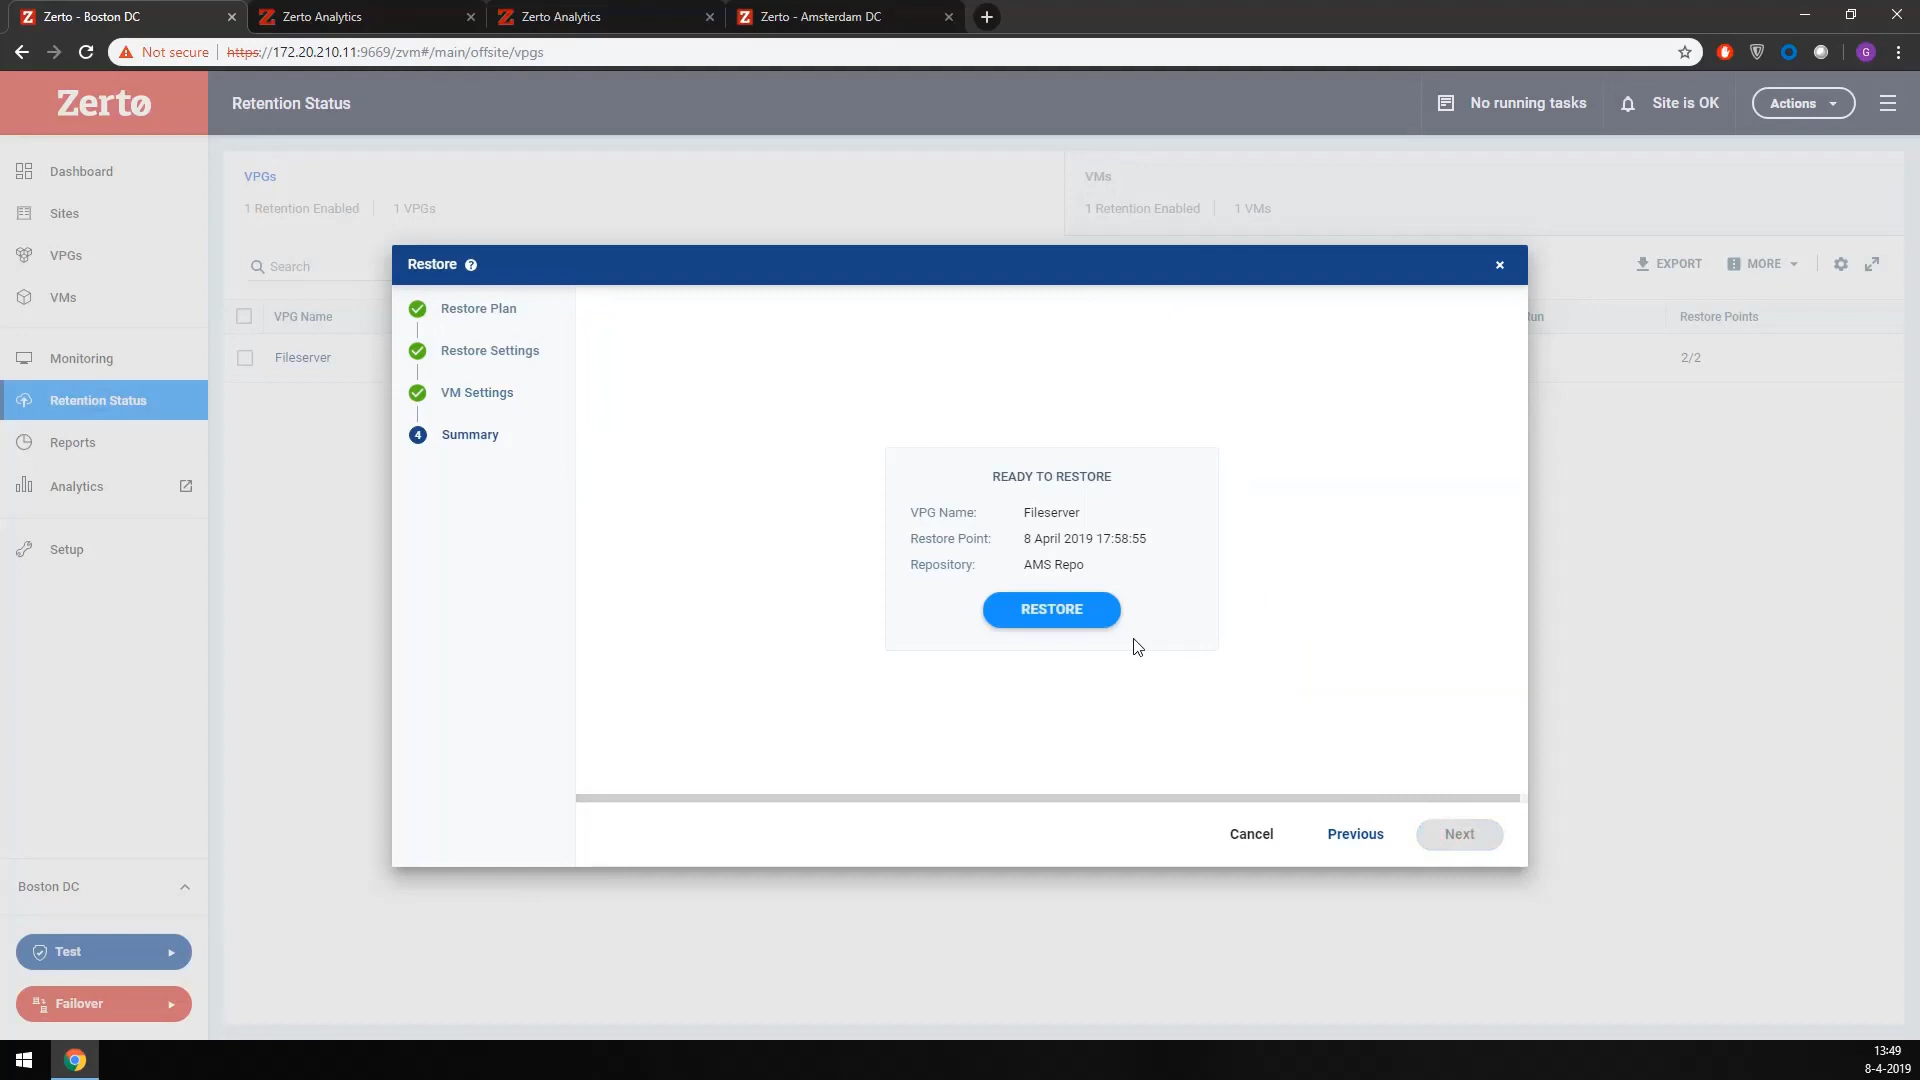 Zerto - Boston DC
Zerto Analytics
Zerto Analytics
Zerto - Amsterdam DC
Not secure
https://172.20.210.11:9669/zvm#/main/offsite/vpgs
G
Zerto
Retention Status
No running tasks
Site is OK
Actions
Dashboard
Sites
VPGs
VMs
Monitoring
Retention Status
Reports
Analytics
Setup
Boston DC
Test
Failover
VPGs
1 Retention Enabled
1 VPGs
VMs
1 Retention Enabled
1 VMs
Search
EXPORT
MORE
VPG Name
Restore Points
Fileserver
2/2
Restore ?
Restore Plan
Restore Settings
VM Settings
4 Summary
READY TO RESTORE
VPG Name: Fileserver
Restore Point: 8 April 2019 17:58:55
Repository: AMS Repo
RESTORE
Cancel
Previous
Next
13:49
8-4-2019